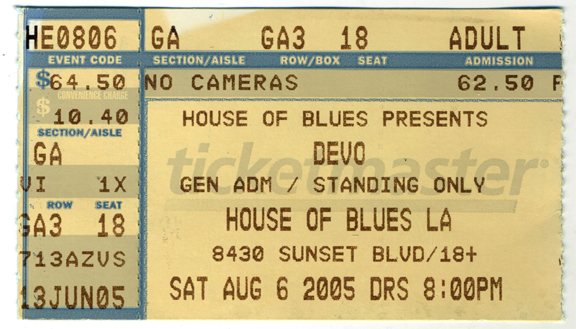 HE0806 GA GA3 18 ADULT
EVENT CODE SECTION/AISLE ROW/BOX SEAT ADMISSION
$ 64.50 NO CAMERAS 62.50
$ CONVENIENCE CHARGE
10.40 HOUSE OF BLUES PRESENTS
SECTION/AISLE DEVO
GA ticketmaster
VI 1X GEN ADM / STANDING ONLY
ROW SEAT
GA3 18 HOUSE OF BLUES LA
713AZVS 8430 SUNSET BLVD/18+
13JUN05 SAT AUG 6 2005 DRS 8:00PM